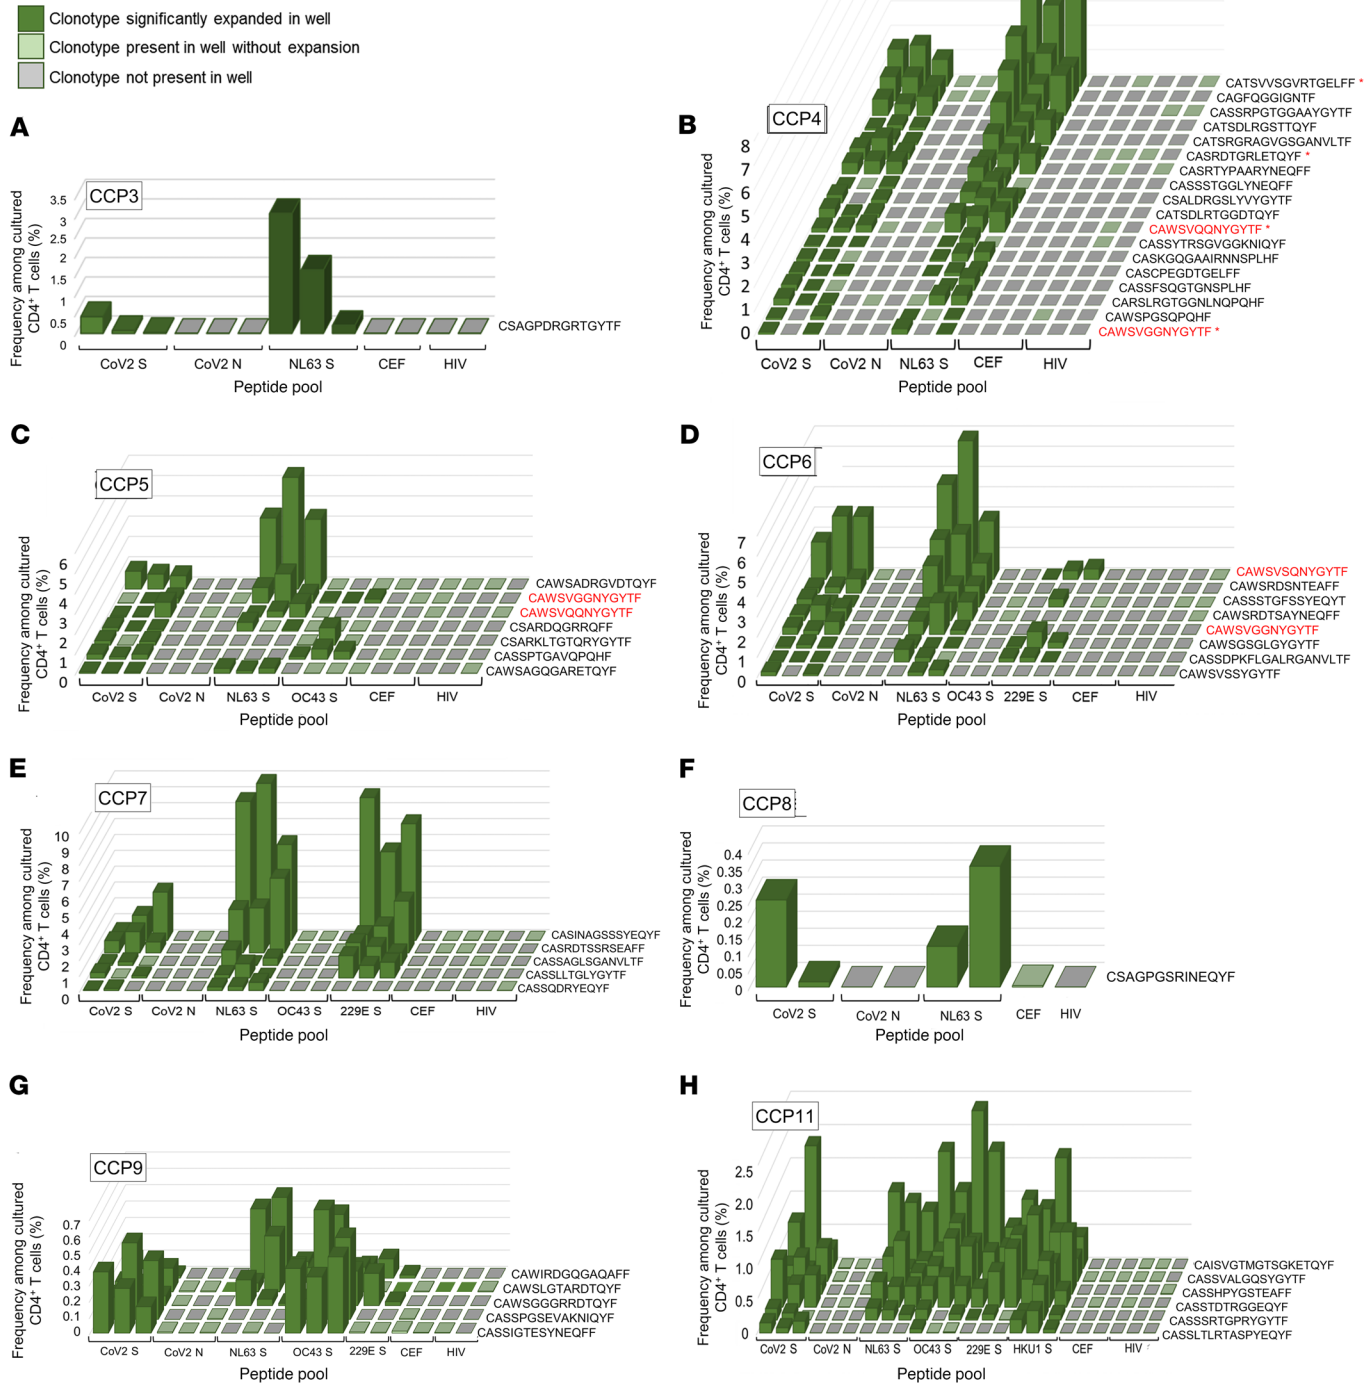 Clonotype significantly expanded in well
Clonotype present in well without expansion
Clonotype not present in well
A
CCP3
Frequency among cultured
CD4⁺ T cells (%)
3.5
3
2.5
2
1.5
1
0.5
0
CSAGPDRGRTGYTF
CoV2 S
CoV2 N
NL63 S
CEF
HIV
Peptide pool
B
CCP4
Frequency among cultured
CD4⁺ T cells (%)
8
7
6
5
4
3
2
1
0
CATSVVSGVRTGELFF *
CAGFQGGIGNTF
CASSRPGTGGAAYGYTF
CATSDLRGSTTQYF
CATSRGRAGVGSGANVLTF
CASRDTGRLETQYF *
CASRTYPAARYNEQFF
CASSSTGGLYNEQFF
CSALDRGSLYVVYGYTF
CATSDLRTGGDTQYF
CAWSVQQNYGYTF *
CASSYTRSGVGGKNIQYF
CASKGQGAAIRNNSPLHF
CASCPEGDTGELFF
CASSFSQGTGNSPLHF
CARSLRGTGGNLNQPQHF
CAWSPGSQPQHF
CAWSVGGNYGYTF *
CoV2 S
CoV2 N
NL63 S
CEF
HIV
Peptide pool
C
CCP5
Frequency among cultured
CD4⁺ T cells (%)
6
5
4
3
2
1
0
CAWSADRGVDTQYF
CAWSVGGNYGYTF
CAWSVQQNYGYTF
CSARDQGRRQFF
CSARKLTGTQRYGYTF
CASSPTGAVQPQHF
CAWSAGQGARETQYF
CoV2 S
CoV2 N
NL63 S
OC43 S
CEF
HIV
Peptide pool
D
CCP6
Frequency among cultured
CD4⁺ T cells (%)
7
6
5
4
3
2
1
0
CAWSVSQNYGYTF
CAWSRDSNTEAFF
CASSSTGFSSYEQYT
CAWSRDTSAYNEQFF
CAWSVGGNYGYTF
CAWSGSGLGYGYTF
CASSDPKFLGALRGANVLTF
CAWSVSSYGYTF
CoV2 S
CoV2 N
NL63 S
OC43 S
229E S
CEF
HIV
Peptide pool
E
CCP7
Frequency among cultured
CD4⁺ T cells (%)
10
9
8
7
6
5
4
3
2
1
0
CASINAGSSSYEQYF
CASRDTSSRSEAFF
CASSAGLSGANVLTF
CASSLLTGLYGYTF
CASSQDRYEQYF
CoV2 S
CoV2 N
NL63 S
OC43 S
229E S
CEF
HIV
Peptide pool
F
CCP8
Frequency among cultured
CD4⁺ T cells (%)
0.4
0.35
0.3
0.25
0.2
0.15
0.1
0.05
0
CSAGPGSRINEQYF
CoV2 S
CoV2 N
NL63 S
CEF
HIV
Peptide pool
G
CCP9
Frequency among cultured
CD4⁺ T cells (%)
0.7
0.6
0.5
0.4
0.3
0.2
0.1
0
CAWIRDGQGAQAFF
CAWSLGTARDTQYF
CAWSGGGRRDTQYF
CASSPGSEVAKNIQYF
CASSIGTESYNEQFF
CoV2 S
CoV2 N
NL63 S
OC43 S
229E S
CEF
HIV
Peptide pool
H
CCP11
Frequency among cultured
CD4⁺ T cells (%)
2.5
2.0
1.5
1.0
0.5
0
CAISVGTMGTSGKETQYF
CASSVALGQSYGYTF
CASSHPYGSTEAFF
CASSTDTRGGEQYF
CASSSRTGPRYGYTF
CASSLTLRTASPYEQYF
CoV2 S
CoV2 N
NL63 S
OC43 S
229E S
HKU1 S
CEF
HIV
Peptide pool